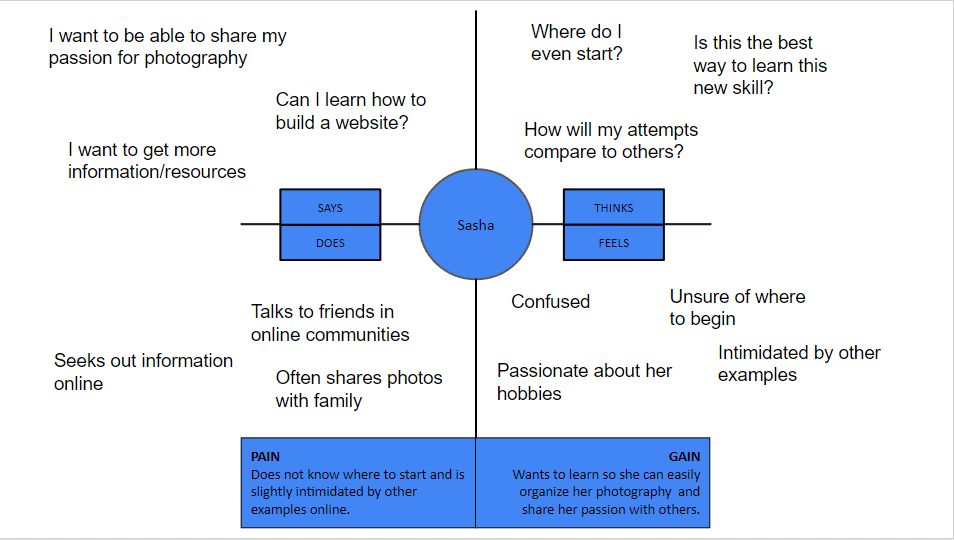 I want to be able to share my
passion for photography
Can I learn how to
build a website?
I want to get more
information/resources
Where do I
even start?
Is this the best
way to learn this
new skill?
How will my attempts
compare to others?
SAYS
DOES
Sasha
THINKS
FEELS
Talks to friends in
online communities
Seeks out information
online
Often shares photos
with family
Confused
Unsure of where
to begin
Intimidated by other
examples
Passionate about her
hobbies
PAIN
Does not know where to start and is
slightly intimidated by other
examples online.
GAIN
Wants to learn so she can easily
organize her photography and
share her passion with others.